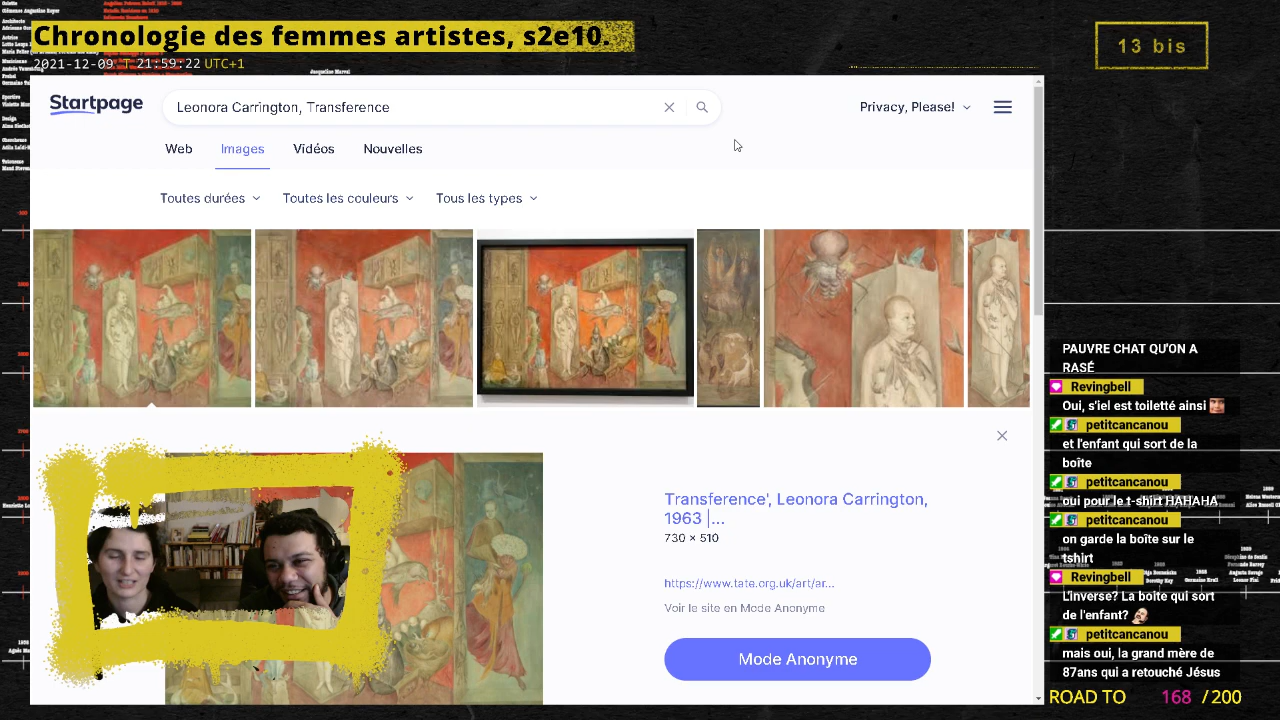 Chronologie des femmes artistes, s2e10
2021-12-09 T 21:59:22 UTC+1
13 bis
Startpage
Leonora Carrington, Transference
Privacy, Please!
Web Images Vidéos Nouvelles
Toutes durées Toutes les couleurs Tous les types
Transference', Leonora Carrington,
1963 |...
730 × 510
https://www.tate.org.uk/art/ar...
Voir le site en Mode Anonyme
Mode Anonyme
PAUVRE CHAT QU'ON A
RASÉ
Revingbell
Oui, s'iel est toiletté ainsi
petitcancanou
et l'enfant qui sort de la
boîte
petitcancanou
oui pour le t-shirt HAHAHA
petitcancanou
on garde la boîte sur le
tshirt
Revingbell
L'inverse? La boite qui sort
de l'enfant?
petitcancanou
mais oui, la grand mère de
87ans qui a retouché Jésus
ROAD TO 168 /200